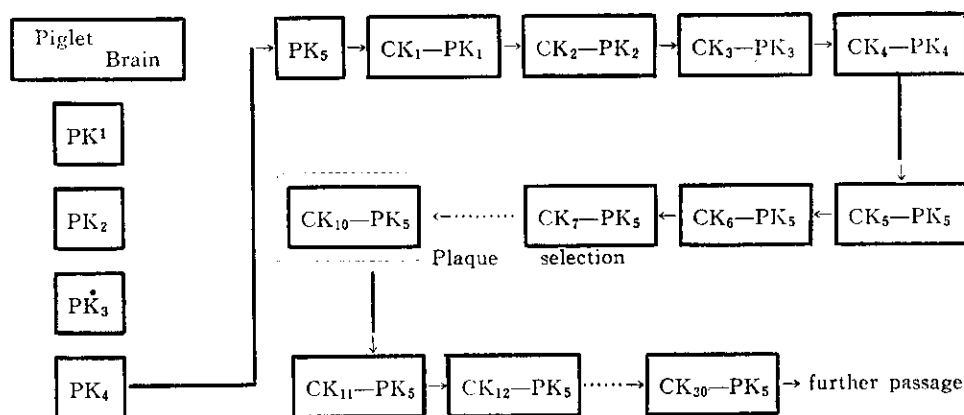 Piglet
Brain
PK¹
PK₂
PK₃
PK₄
PK₅ → CK₁—PK₁ → CK₂—PK₂ → CK₃—PK₃ → CK₄—PK₄
CK₁₀—PK₅ ←······· CK₇—PK₅ ← CK₆—PK₅ ← CK₅—PK₅
Plaque selection
CK₁₁—PK₅ → CK₁₂—PK₅ ······→ CK₃₀—PK₅ → further passage